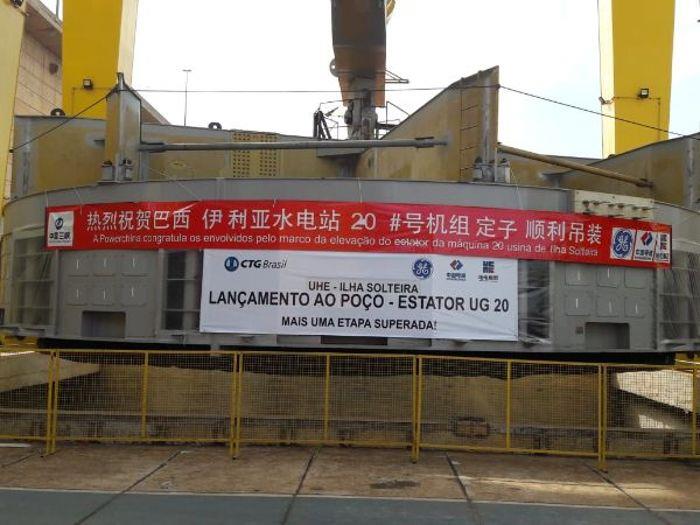 热烈祝贺巴西 伊利亚水电站 20 #号机组 定子 顺利吊装
A Powerchina congratula os envolvidos pelo marco da elevação do estator da máquina 20 usina de Ilha Solteira
CTG Brasil
UHE - ILHA SOLTEIRA
LANÇAMENTO AO POÇO - ESTATOR UG 20
MAIS UMA ETAPA SUPERADA!